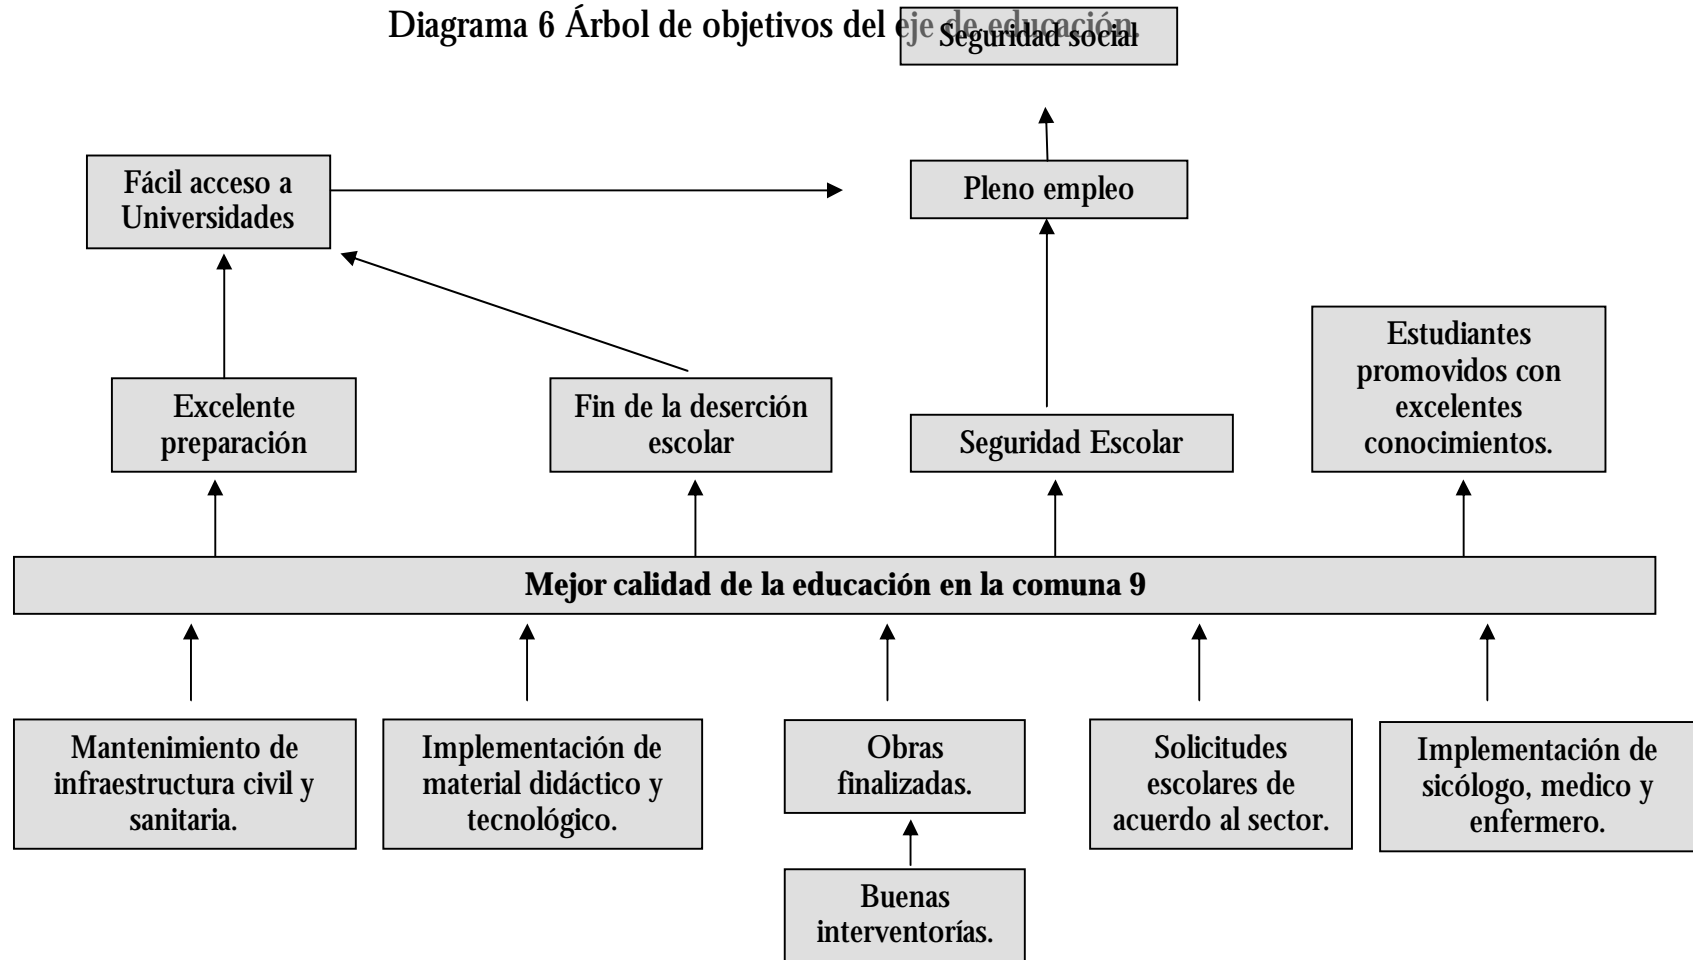 Diagrama 6 Árbol de objetivos del eje de educación.
Seguridad social
Fácil acceso a
Universidades
Pleno empleo
Estudiantes
promovidos con
excelentes
conocimientos.
Excelente
preparación
Fin de la deserción
escolar
Seguridad Escolar
Mejor calidad de la educación en la comuna 9
Mantenimiento de
infraestructura civil y
sanitaria.
Implementación de
material didáctico y
tecnológico.
Obras
finalizadas.
Solicitudes
escolares de
acuerdo al sector.
Implementación de
sicólogo, medico y
enfermero.
Buenas
interventorías.